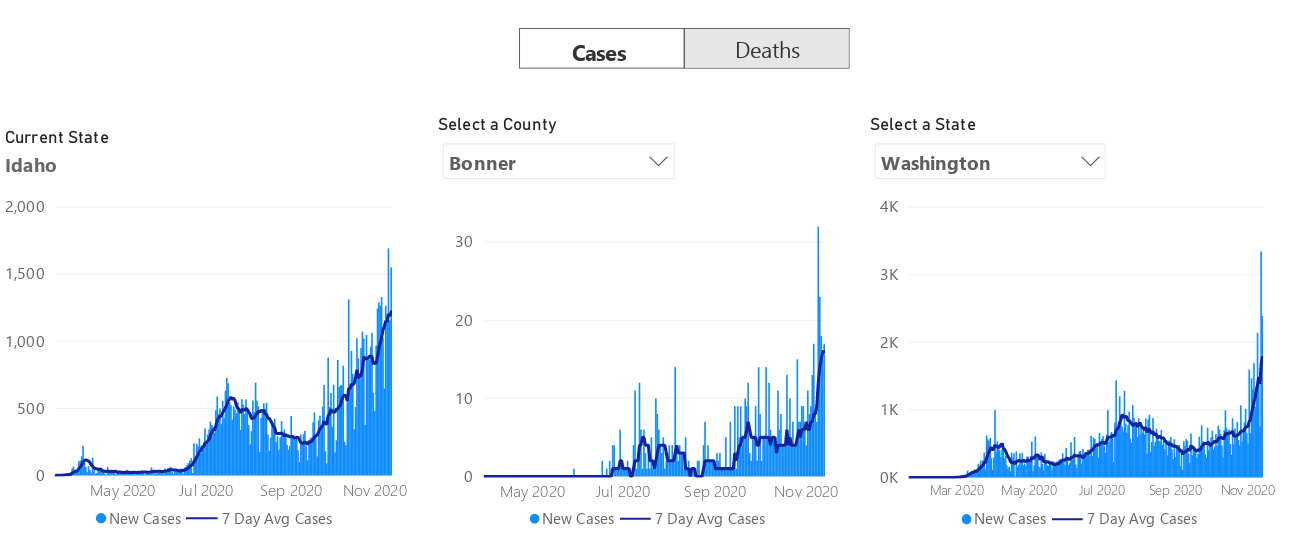 Cases Deaths
Current State
Idaho
2,000
1,500
1,000
500
0
May 2020 Jul 2020 Sep 2020 Nov 2020
New Cases 7 Day Avg Cases
Select a County
Bonner
30
20
10
0
May 2020 Jul 2020 Sep 2020 Nov 2020
New Cases 7 Day Avg Cases
Select a State
Washington
4K
3K
2K
1K
0K
Mar 2020 May 2020 Jul 2020 Sep 2020 Nov 2020
New Cases 7 Day Avg Cases